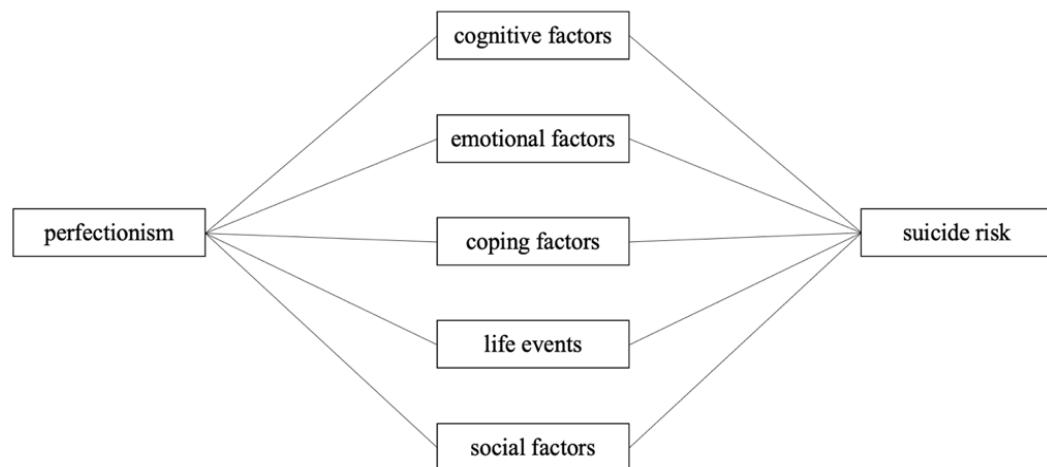 cognitive factors
emotional factors
perfectionism
coping factors
suicide risk
life events
social factors